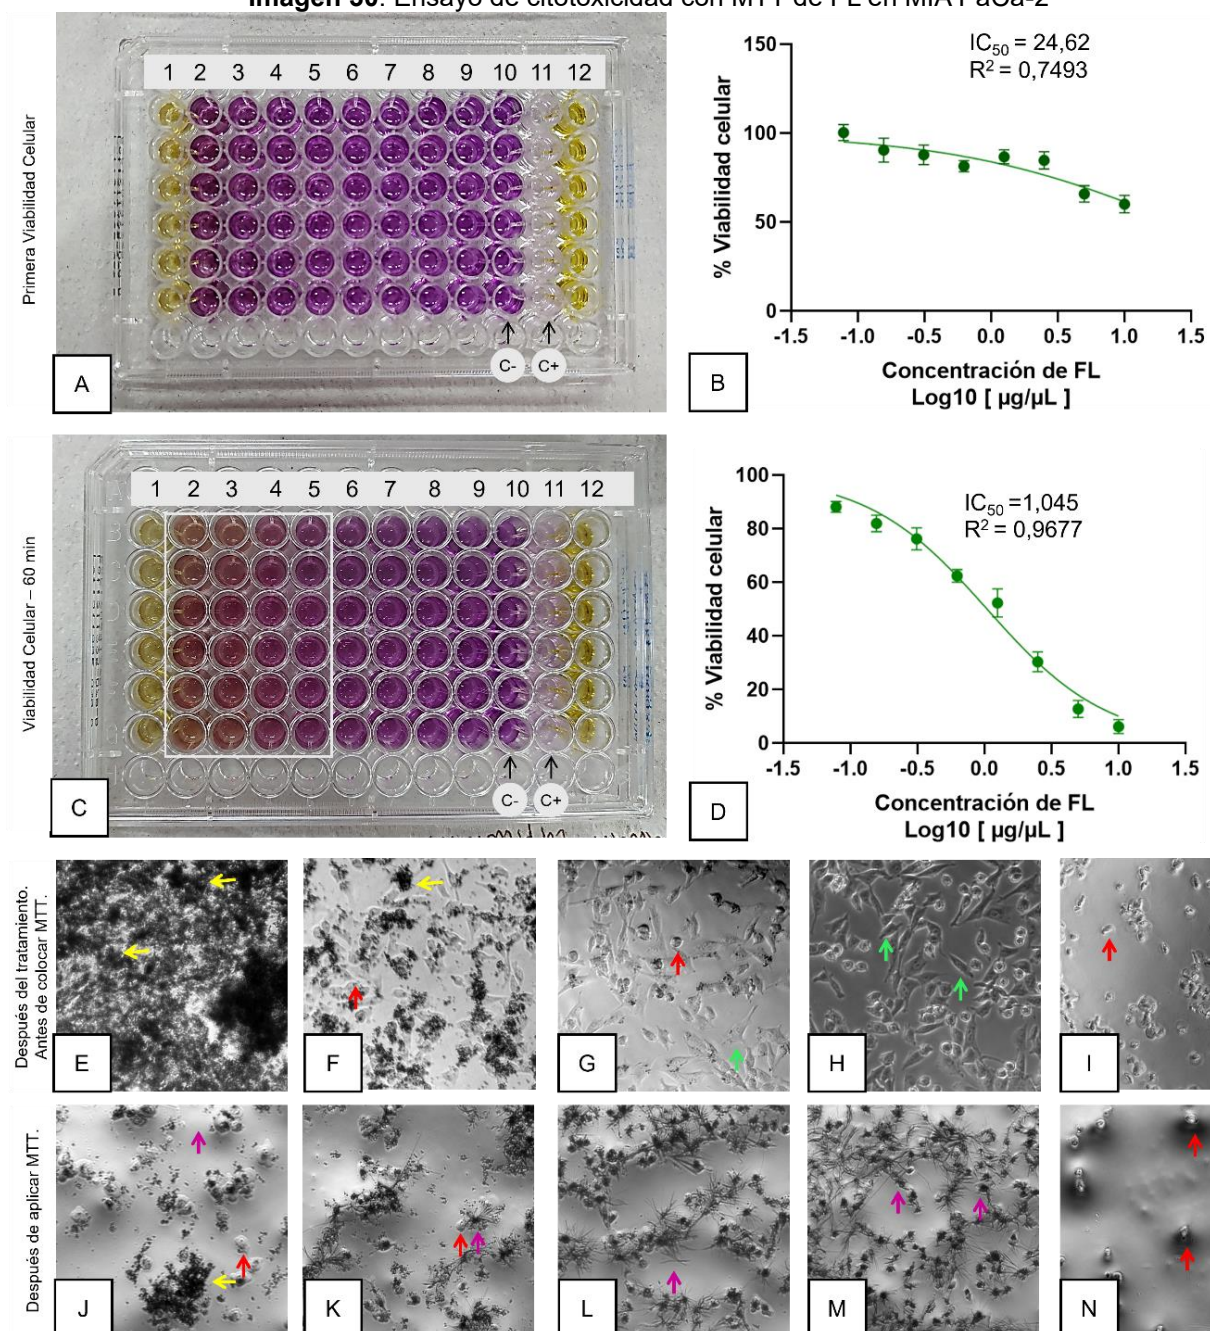 Imagen 30. Ensayo de citotoxicidad con MTT de FL en MIA PaCa-2
Primera Viabilidad Celular
1 2 3 4 5 6 7 8 9 10 11 12
C- C+
A
150
100
50
0
% Viabilidad celular
IC50 = 24,62
R2 = 0,7493
-1.5 -1.0 -0.5 0.0 0.5 1.0 1.5
Concentración de FL
Log10 [ µg/µL ]
B
Viabilidad Celular – 60 min
1 2 3 4 5 6 7 8 9 10 11 12
C- C+
C
100
80
60
40
20
0
% Viabilidad celular
IC50 =1,045
R2 = 0,9677
-1.5 -1.0 -0.5 0.0 0.5 1.0 1.5
Concentración de FL
Log10 [ µg/µL ]
D
Después del tratamiento.
Antes de colocar MTT.
E F G H I
Después de aplicar MTT.
J K L M N